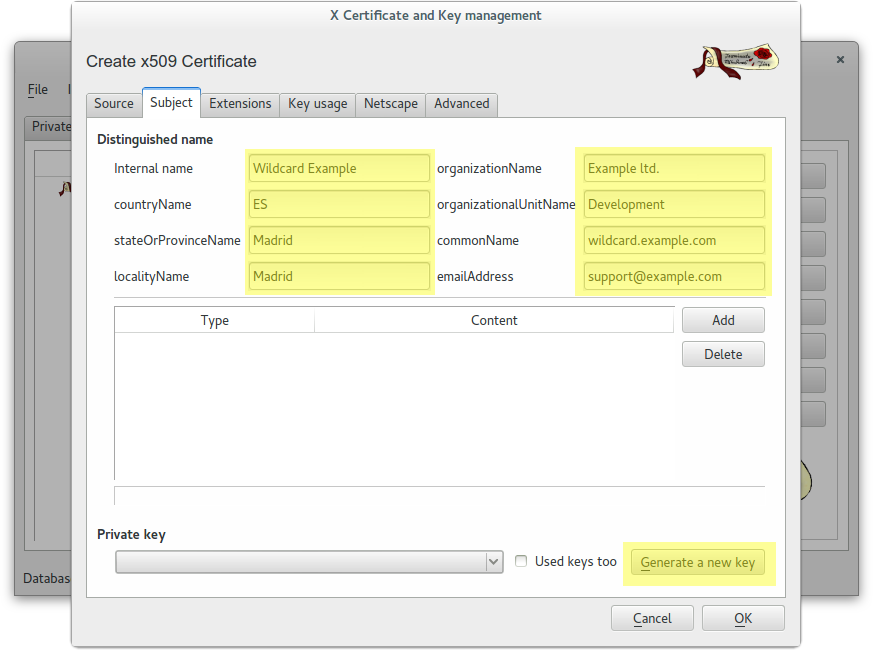 X Certificate and Key management
Create x509 Certificate
File
Private
Source Subject Extensions Key usage Netscape Advanced
Distinguished name
Internal name Wildcard Example organizationName Example ltd.
countryName ES organizationalUnitName Development
stateOrProvinceName Madrid commonName wildcard.example.com
localityName Madrid emailAddress support@example.com
Type Content Add
Delete
Private key
Used keys too Generate a new key
Databas
Cancel OK